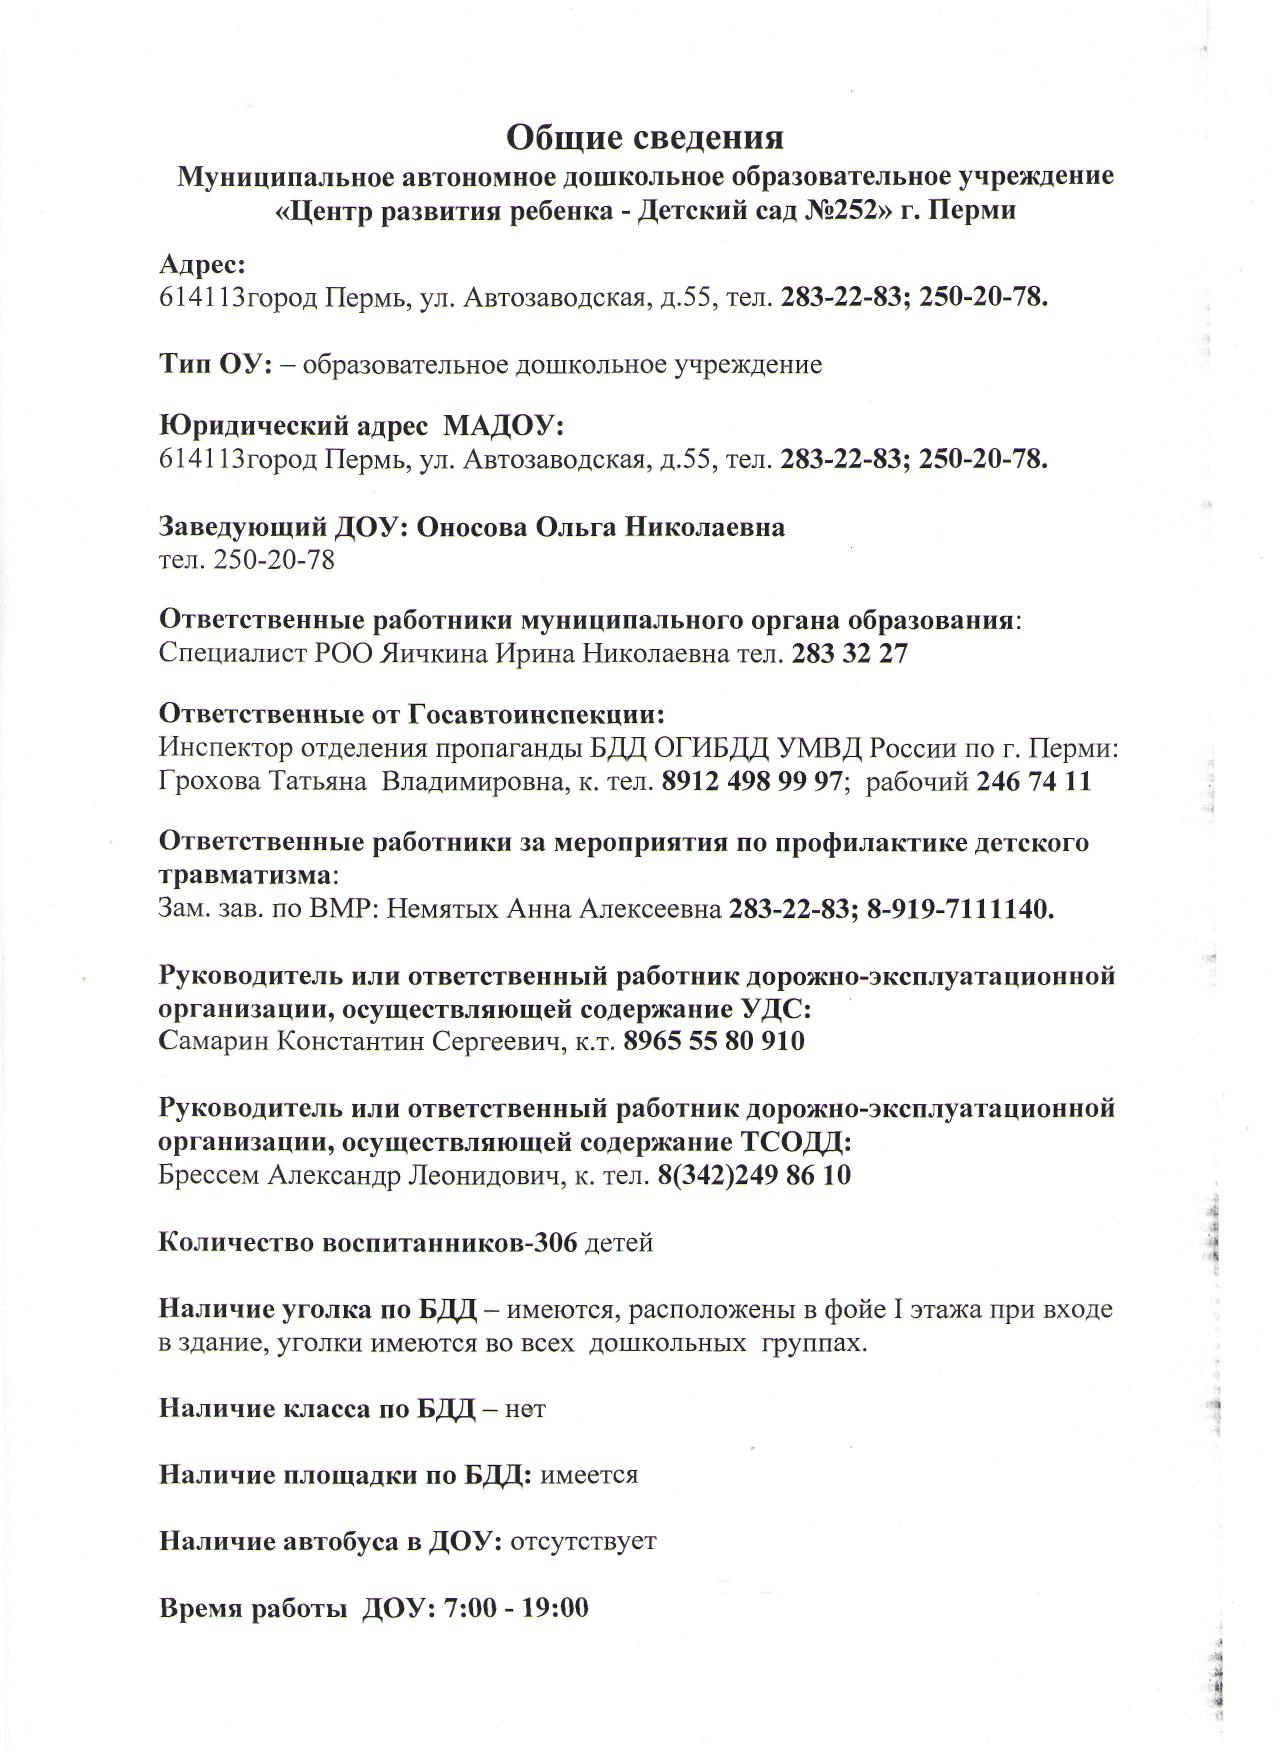 Общие сведения
Муниципальное автономное дошкольное образовательное учреждение
«Центр развития ребенка - Детский сад №252» г. Перми
Адрес:
614113город Пермь, ул. Автозаводская, д.55, тел. 283-22-83; 250-20-78.
Тип ОУ: – образовательное дошкольное учреждение
Юридический адрес  МАДОУ:
614113город Пермь, ул. Автозаводская, д.55, тел. 283-22-83; 250-20-78.
Заведующий ДОУ: Оносова Ольга Николаевна
тел. 250-20-78
Ответственные работники муниципального органа образования:
Специалист РОО Яичкина Ирина Николаевна тел. 283 32 27
Ответственные от Госавтоинспекции:
Инспектор отделения пропаганды БДД ОГИБДД УМВД России по г. Перми:
Грохова Татьяна  Владимировна, к. тел. 8912 498 99 97;  рабочий 246 74 11
Ответственные работники за мероприятия по профилактике детского
травматизма:
Зам. зав. по ВМР: Немятых Анна Алексеевна 283-22-83; 8-919-7111140.
Руководитель или ответственный работник дорожно-эксплуатационной
организации, осуществляющей содержание УДС:
Самарин Константин Сергеевич, к.т. 8965 55 80 910
Руководитель или ответственный работник дорожно-эксплуатационной
организации, осуществляющей содержание ТСОДД:
Брессем Александр Леонидович, к. тел. 8(342)249 86 10
Количество воспитанников-306 детей
Наличие уголка по БДД – имеются, расположены в фойе I этажа при входе
в здание, уголки имеются во всех  дошкольных  группах.
Наличие класса по БДД – нет
Наличие площадки по БДД: имеется
Наличие автобуса в ДОУ: отсутствует
Время работы  ДОУ: 7:00 - 19:00